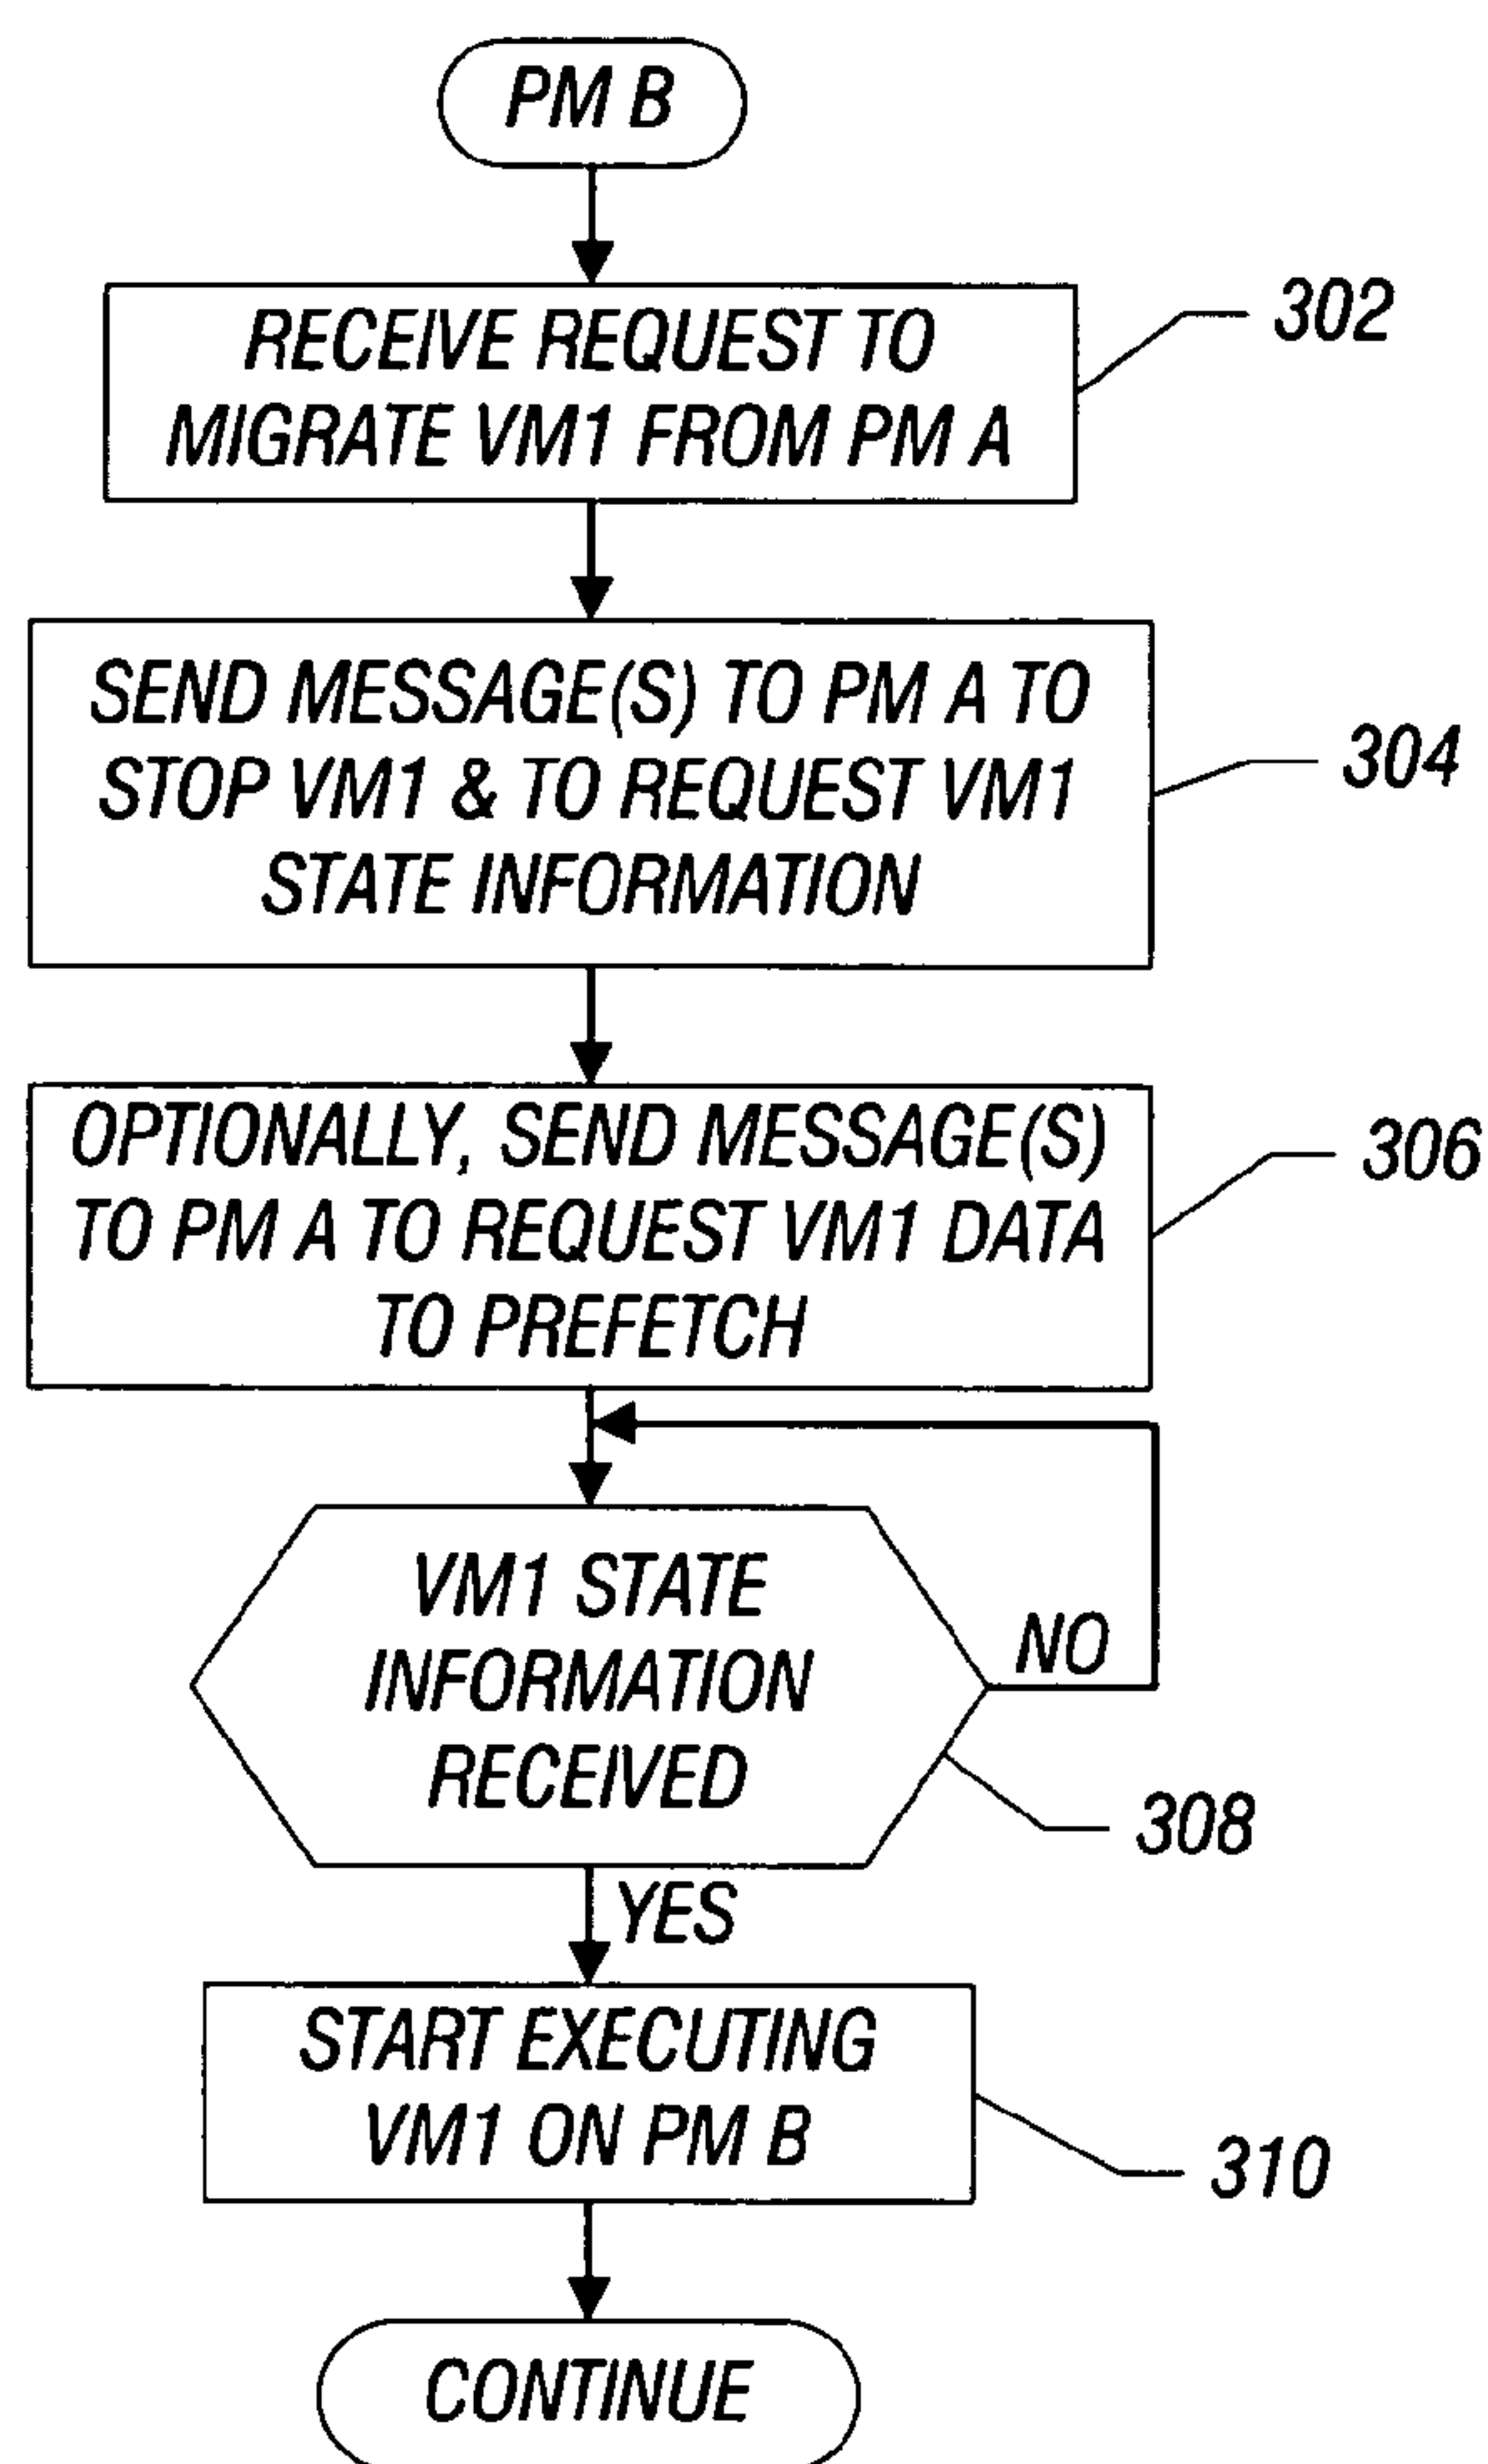 PM B
RECEIVE REQUEST TO
MIGRATE VM1 FROM PM A
302
SEND MESSAGE(S) TO PM A TO
STOP VM1 & TO REQUEST VM1
STATE INFORMATION
304
OPTIONALLY, SEND MESSAGE(S)
TO PM A TO REQUEST VM1 DATA
TO PREFETCH
306
VM1 STATE
INFORMATION
RECEIVED
NO
308
YES
START EXECUTING
VM1 ON PM B
310
CONTINUE